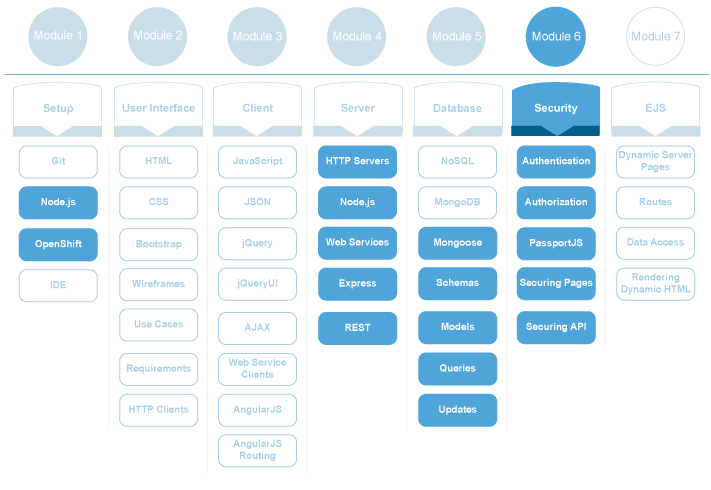 Module 1
Module 2
Module 3
Module 4
Module 5
Module 6
Module 7
Setup
User Interface
Client
Server
Database
Security
EJS
Git
Node.js
OpenShift
IDE
HTML
CSS
Bootstrap
Wireframes
Use Cases
Requirements
HTTP Clients
JavaScript
JSON
jQuery
jQueryUI
AJAX
Web Service
Clients
AngularJS
AngularJS
Routing
HTTP Servers
Node.js
Web Services
Express
REST
NoSQL
MongoDB
Mongoose
Schemas
Models
Queries
Updates
Authentication
Authorization
PassportJS
Securing Pages
Securing API
Dynamic Server
Pages
Routes
Data Access
Rendering
Dynamic HTML